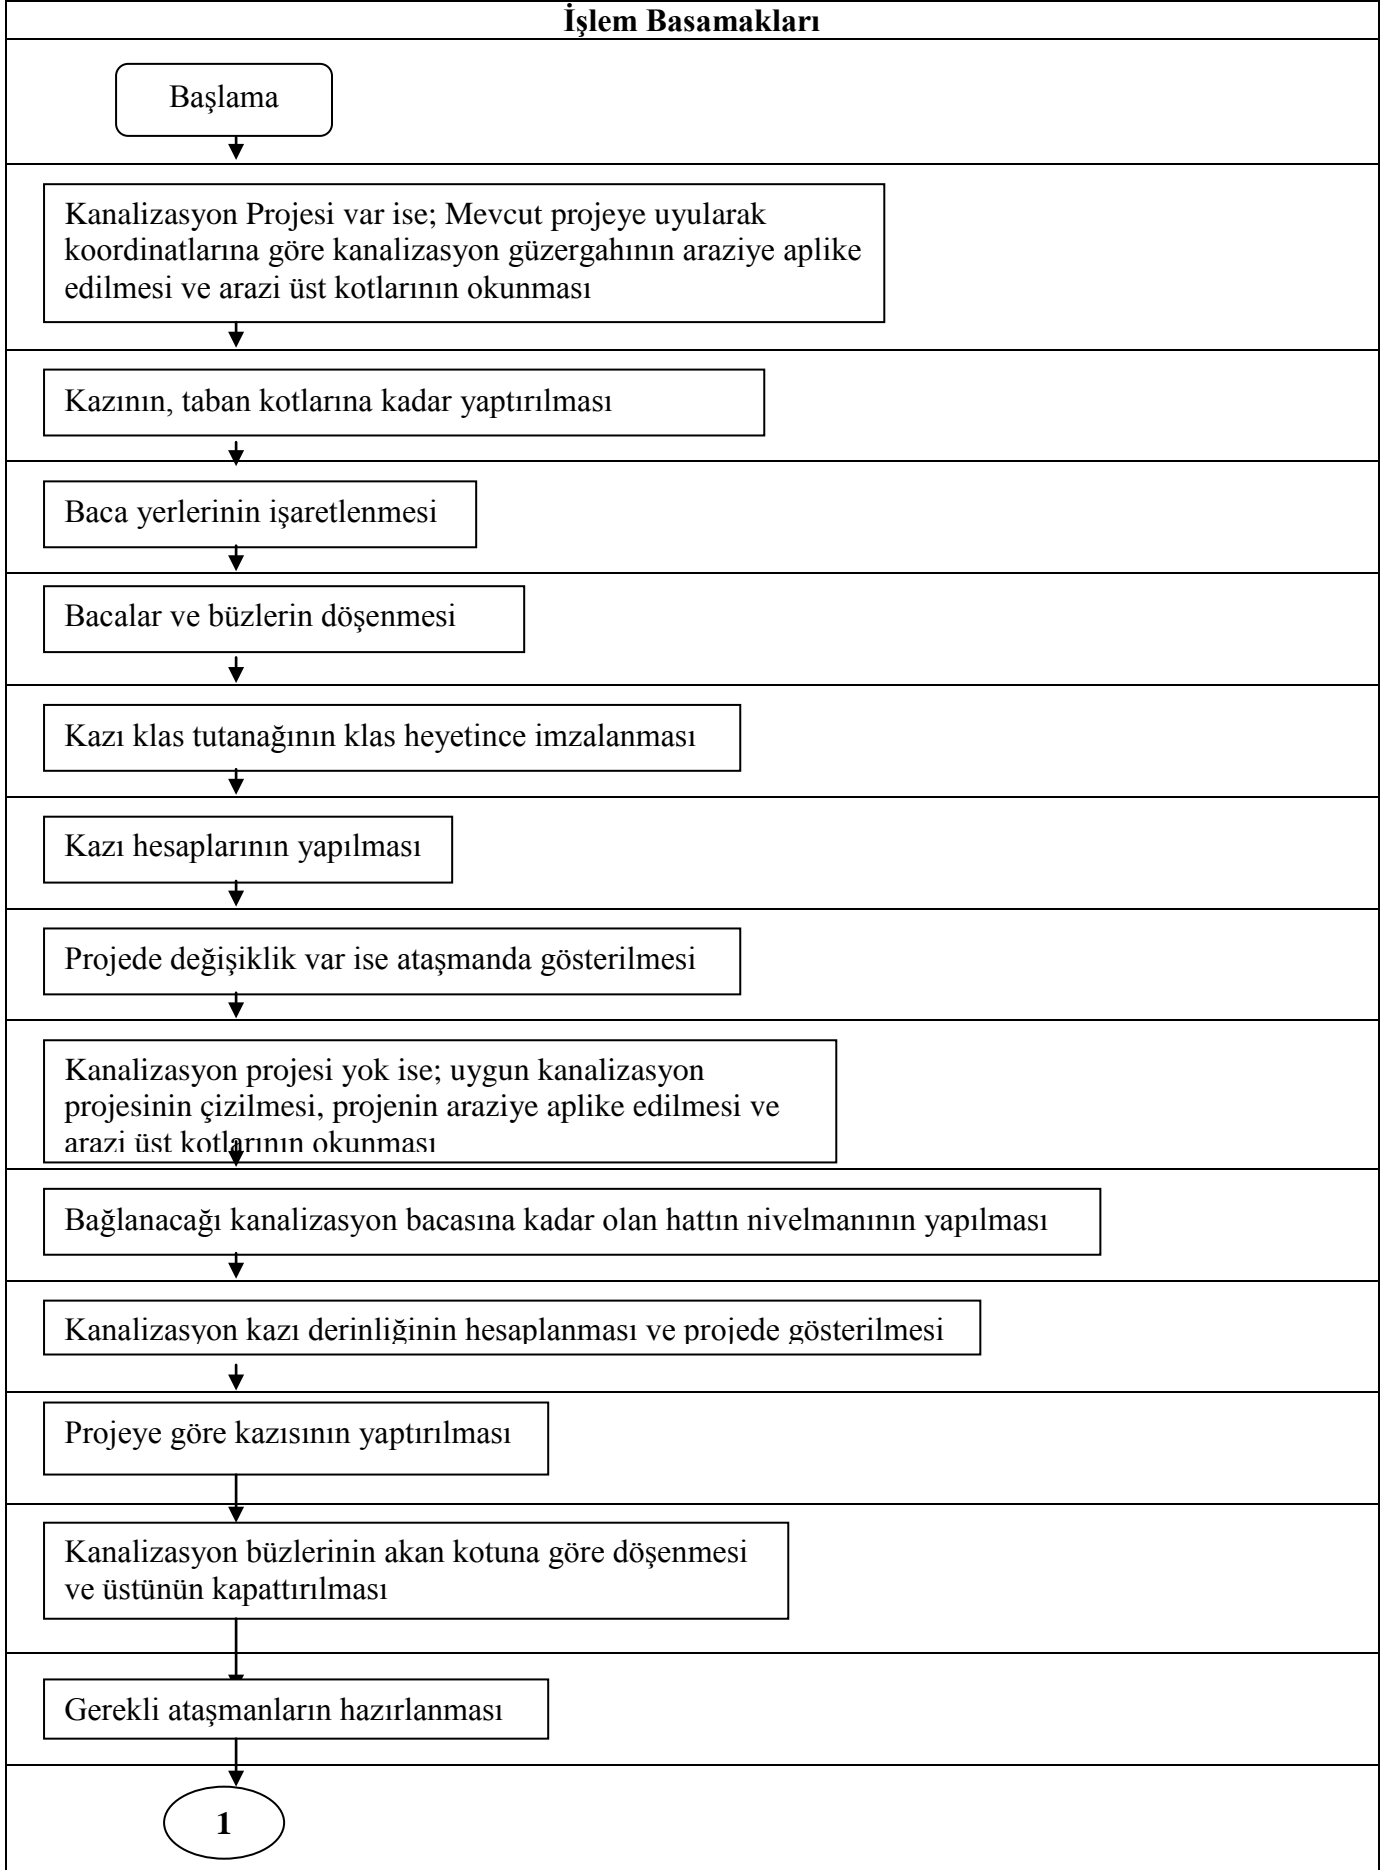 İşlem Basamakları
Başlama
Kanalizasyon Projesi var ise; Mevcut projeye uyularak
koordinatlarına göre kanalizasyon güzergahının araziye aplike
edilmesi ve arazi üst kotlarının okunması
Kazının, taban kotlarına kadar yaptırılması
Baca yerlerinin işaretlenmesi
Bacalar ve büzlerin döşenmesi
Kazı klas tutanağının klas heyetince imzalanması
Kazı hesaplarının yapılması
Projede değişiklik var ise ataşmanda gösterilmesi
Kanalizasyon projesi yok ise; uygun kanalizasyon
projesinin çizilmesi, projenin araziye aplike edilmesi ve
arazi üst kotlarının okunması
Bağlanacağı kanalizasyon bacasına kadar olan hattın nivelmanının yapılması
Kanalizasyon kazı derinliğinin hesaplanması ve projede gösterilmesi
Projeye göre kazısının yaptırılması
Kanalizasyon büzlerinin akan kotuna göre döşenmesi
ve üstünün kapattırılması
Gerekli ataşmanların hazırlanması
1